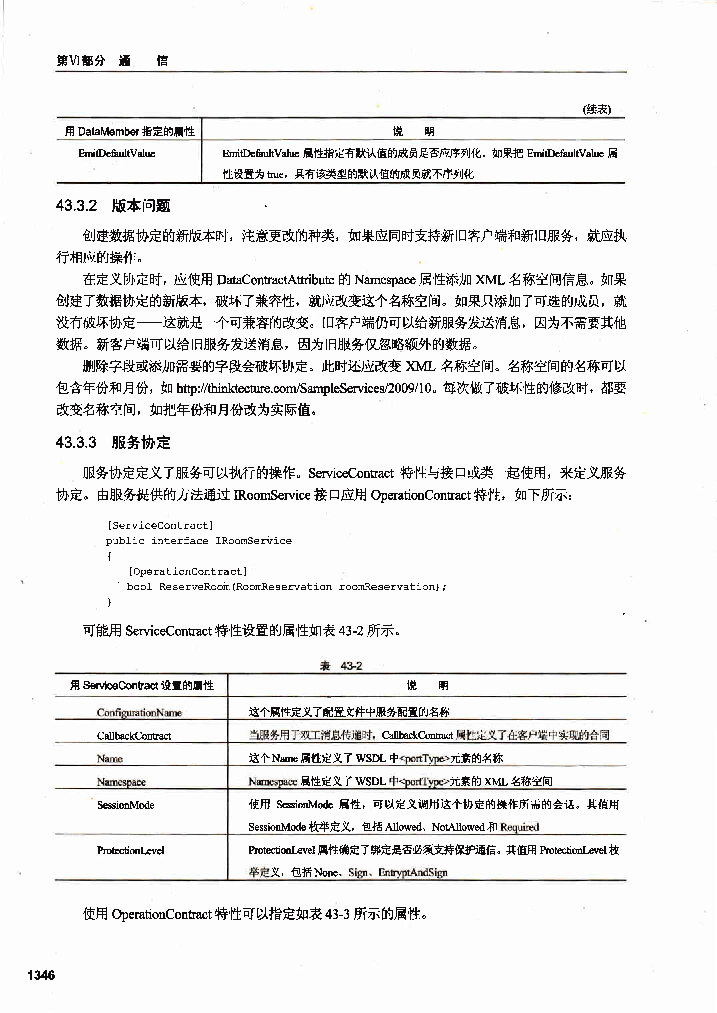 第Ⅵ部分 通 信
(续表)
用 DataMember 指定的属性 说 明
EmitDefaultValue EmitDefaultValue 属性指定有默认值的成员是否应序列化。如果把 EmitDefaultValue 属
性设置为 true，具有该类型的默认值的成员就不序列化
43.3.2 版本问题
创建数据协定的新版本时，注意更改的种类，如果应同时支持新旧客户端和新旧服务，就应执
行相应的操作。
在定义协定时，应使用 DataContractAttribute 的 Namespace 属性添加 XML 名称空间信息。如果
创建了数据协定的新版本，破坏了兼容性，就应改变这个名称空间。如果只添加了可选的成员，就
没有破坏协定——这就是一个可兼容的改变。旧客户端仍可以给新服务发送消息，因为不需要其他
数据。新客户端可以给旧服务发送消息，因为旧服务仅忽略额外的数据。
删除字段或添加需要的字段会破坏协定。此时还应改变 XML 名称空间。名称空间的名称可以
包含年份和月份，如 http://thinktecture.com/SampleServices/2009/10。每次做了破坏性的修改时，都要
改变名称空间，如把年份和月份改为实际值。
43.3.3 服务协定
服务协定定义了服务可以执行的操作。ServiceContract 特性与接口或类一起使用，来定义服务
协定。由服务提供的方法通过 IRoomService 接口应用 OperationContract 特性，如下所示：
[ServiceContract]
public interface IRoomService
{
[OperationContract]
bool ReserveRoom(RoomReservation roomReservation);
}
可能用 ServiceContract 特性设置的属性如表 43-2 所示。
表 43-2
用 ServiceContract 设置的属性 说 明
ConfigurationName 这个属性定义了配置文件中服务配置的名称
CallbackContract 当服务用于双工消息传递时，CallbackContract 属性定义了在客户端中实现的合同
Name 这个 Name 属性定义了 WSDL 中<portType>元素的名称
Namespace Namespace 属性定义了 WSDL 中<portType>元素的 XML 名称空间
SessionMode 使用 SessionMode 属性，可以定义调用这个协定的操作所需的会话。其值用
SessionMode 枚举定义，包括 Allowed、NotAllowed 和 Required
ProtectionLevel ProtectionLevel 属性确定了绑定是否必须支持保护通信。其值用 ProtectionLevel 枚
举定义，包括 None、Sign、EntryptAndSign
使用 OperationContract 特性可以指定如表 43-3 所示的属性。
1346